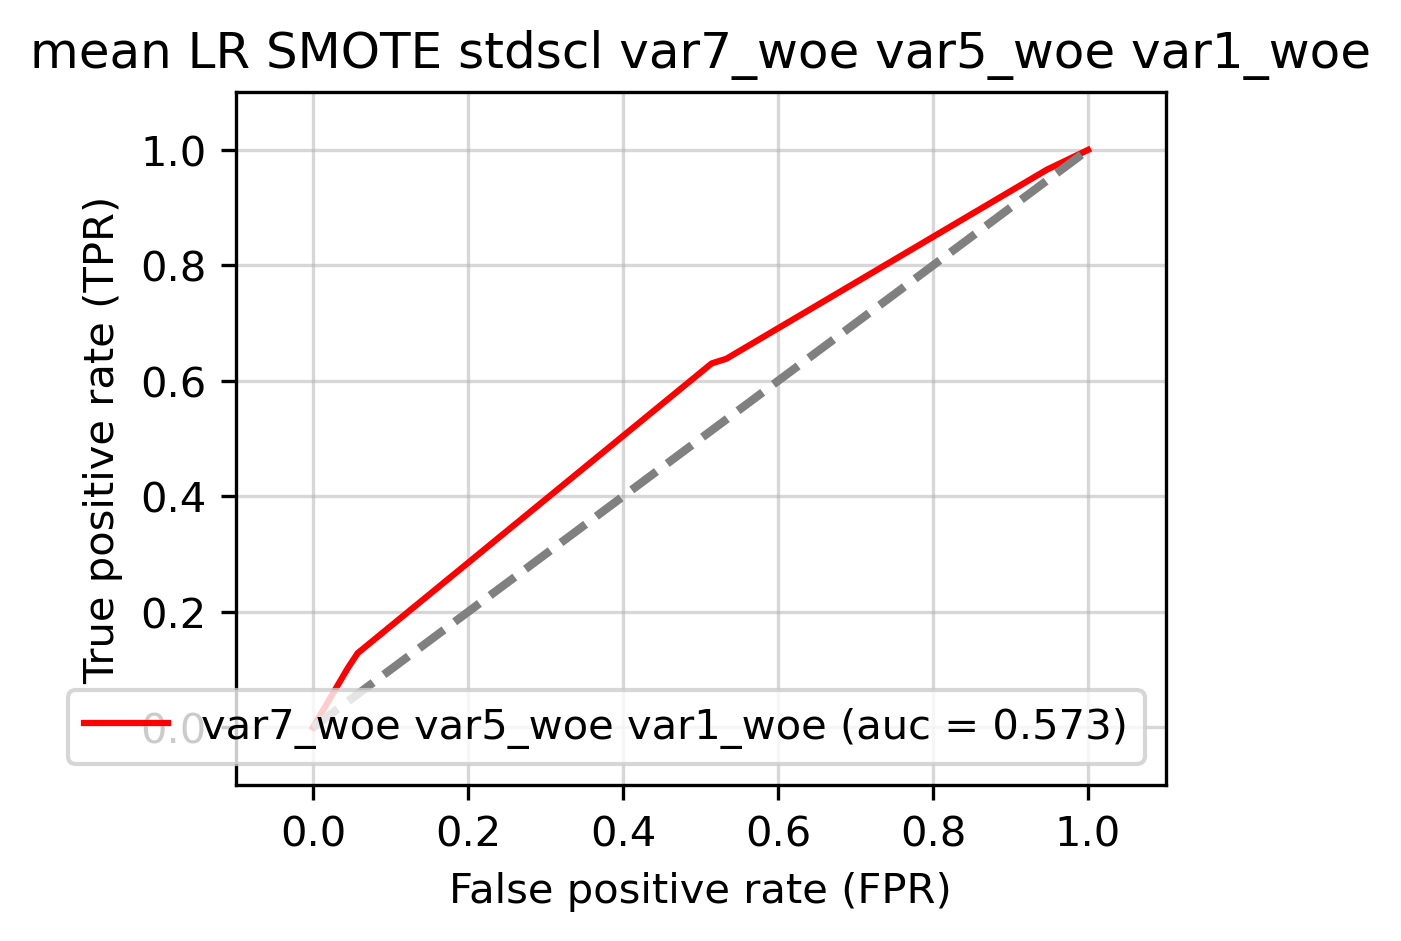 mean LR SMOTE stdscl var7_woe var5_woe var1_woe
True positive rate (TPR)
1.0
0.8
0.6
0.4
0.2
0.0
var7_woe var5_woe var1_woe (auc = 0.573)
0.0 0.2 0.4 0.6 0.8 1.0
False positive rate (FPR)